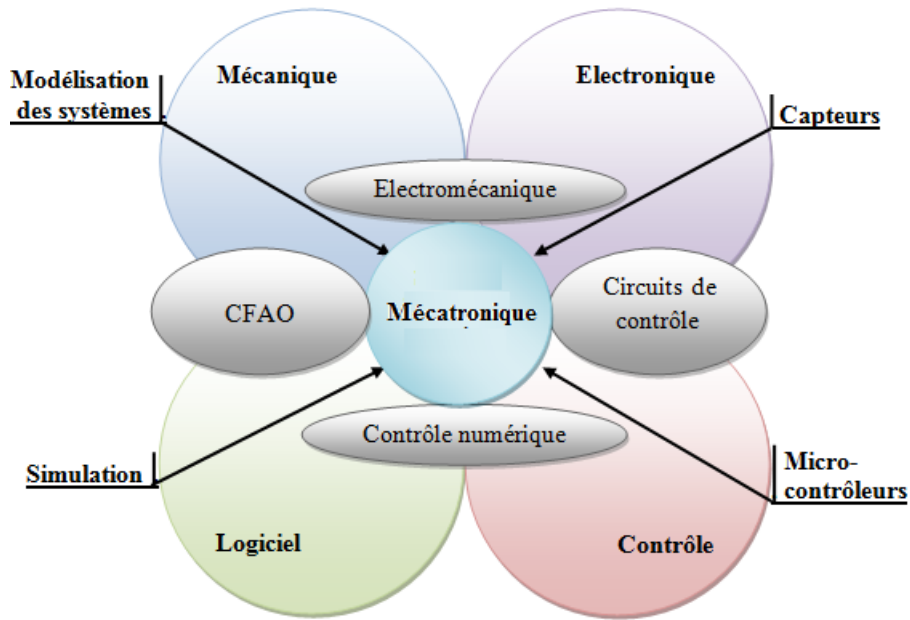 Mécanique
Electronique
Modélisation
des systèmes
Capteurs
Electromécanique
CFAO
Mécatronique
Circuits de
contrôle
Contrôle numérique
Simulation
Micro-
contrôleurs
Logiciel
Contrôle